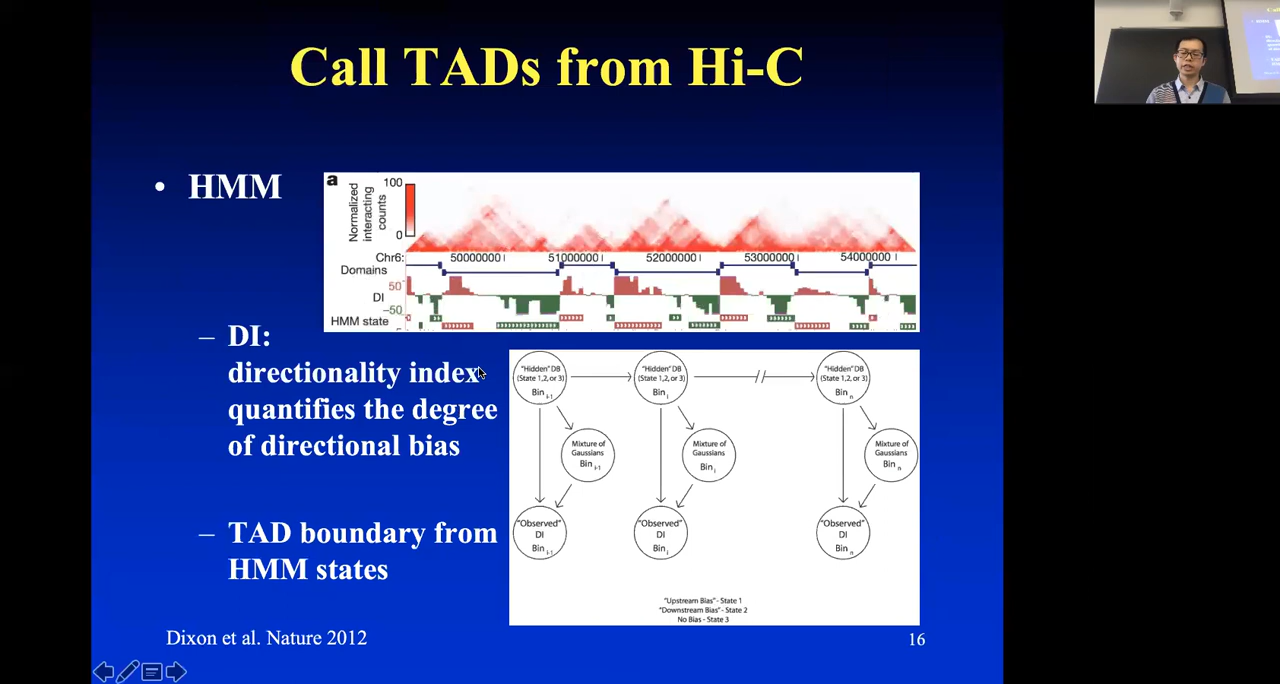 Call TADs from Hi-C
• HMM
a
Normalized
interacting
counts
100
0
Chr6: 50000000 51000000 52000000 53000000 54000000
Domains
50
DI
−50
HMM state
– DI:
directionality index
quantifies the degree
of directional bias
– TAD boundary from
HMM states
"Hidden" DB
(State 1,2, or 3)
Bin i-1
"Hidden" DB
(State 1,2, or 3)
Bin i
"Hidden" DB
(State 1,2, or 3)
Bin n
Mixture of
Gaussians
Bin i-1
Mixture of
Gaussians
Bin i
Mixture of
Gaussians
Bin n
"Observed"
DI
Bin i-1
"Observed"
DI
Bin i
"Observed"
DI
Bin n
"Upstream Bias" - State 1
"Downstream Bias" - State 2
No Bias - State 3
Dixon et al. Nature 2012
16